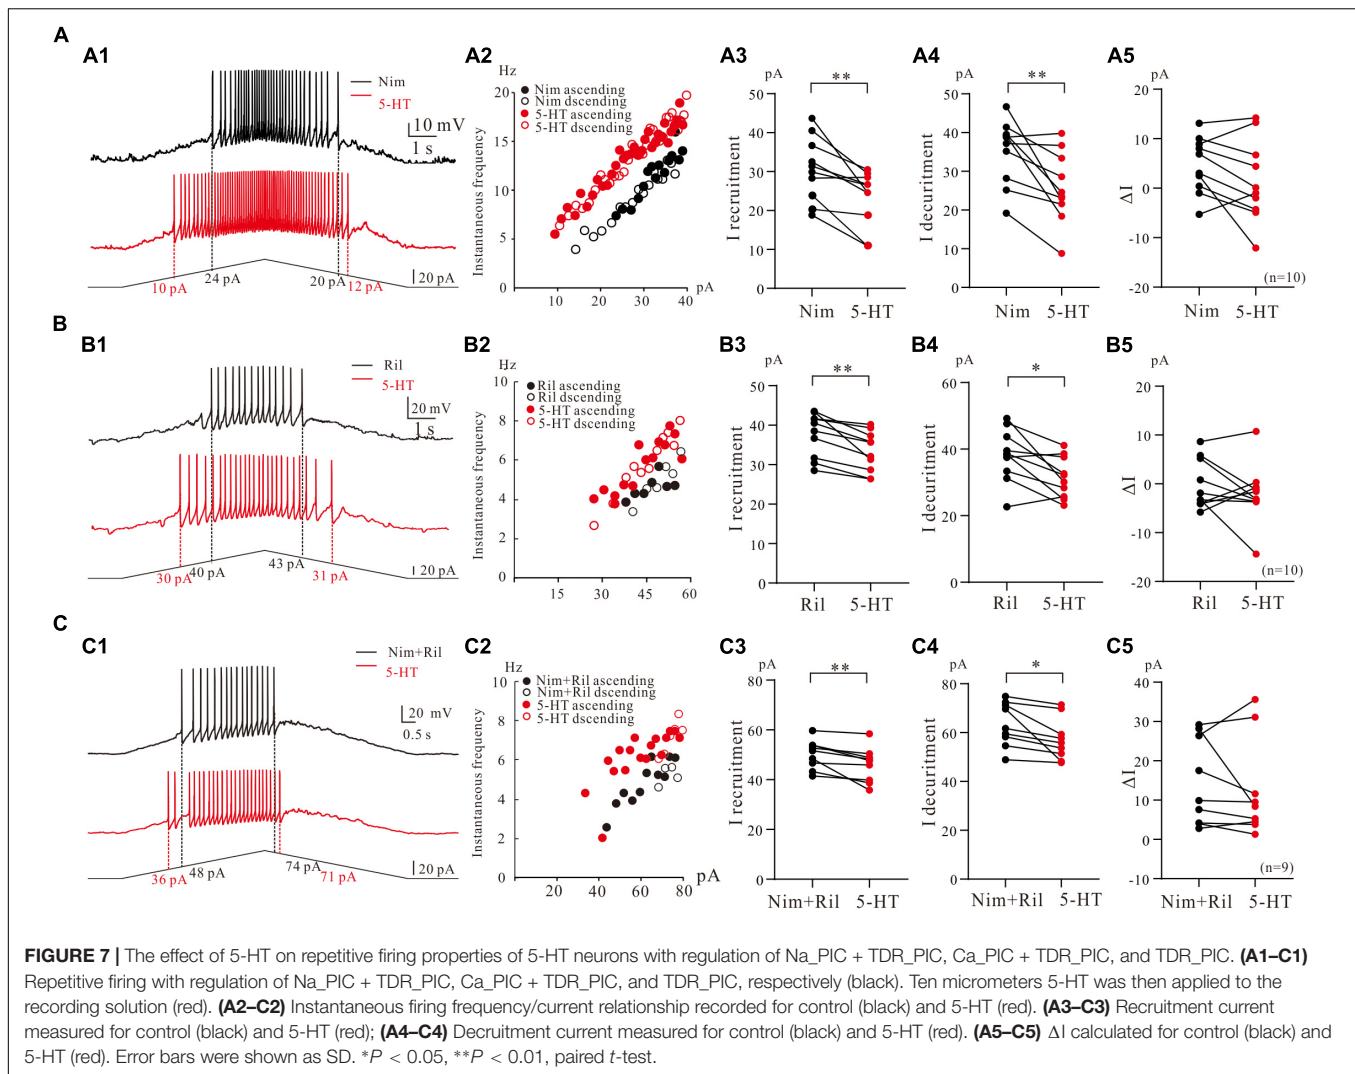 A
A1
Nim
5-HT
10 mV
1 s
10 pA
24 pA
20 pA
12 pA
20 pA
A2
Hz
Nim ascending
Nim dscending
5-HT ascending
5-HT dscending
Instantaneous frequency
20
15
10
5
10 20 30 40 pA
A3
pA
**
I recruitment
50
40
30
20
10
0
Nim 5-HT
A4
pA
**
I decuritment
50
40
30
20
10
0
Nim 5-HT
A5
pA
ΔI
20
10
0
-10
-20
(n=10)
Nim 5-HT
B
B1
Ril
5-HT
20 mV
1 s
30 pA
40 pA
43 pA
31 pA
20 pA
B2
Hz
Ril ascending
Ril dscending
5-HT ascending
5-HT dscending
Instantaneous frequency
10
8
6
4
2
0
15 30 45 60
B3
pA
**
I recruitment
50
40
30
20
10
0
Ril 5-HT
B4
pA
*
I decuritment
60
40
20
0
Ril 5-HT
B5
pA
ΔI
20
10
0
-10
-20
(n=10)
Ril 5-HT
C
C1
Nim+Ril
5-HT
20 mV
0.5 s
36 pA
48 pA
74 pA
71 pA
20 pA
C2
Hz
Nim+Ril ascending
Nim+Ril dscending
5-HT ascending
5-HT dscending
Instantaneous frequency
10
8
6
4
2
0
20 40 60 80 pA
C3
pA
**
I recruitment
80
60
40
20
0
Nim+Ril 5-HT
C4
pA
*
I decuritment
80
60
40
20
0
Nim+Ril 5-HT
C5
pA
ΔI
40
30
20
10
0
-10
(n=9)
Nim+Ril 5-HT
FIGURE 7 | The effect of 5-HT on repetitive firing properties of 5-HT neurons with regulation of Na_PIC + TDR_PIC, Ca_PIC + TDR_PIC, and TDR_PIC. (A1–C1)
Repetitive firing with regulation of Na_PIC + TDR_PIC, Ca_PIC + TDR_PIC, and TDR_PIC, respectively (black). Ten micrometers 5-HT was then applied to the
recording solution (red). (A2–C2) Instantaneous firing frequency/current relationship recorded for control (black) and 5-HT (red). (A3–C3) Recruitment current
measured for control (black) and 5-HT (red); (A4–C4) Decruitment current measured for control (black) and 5-HT (red). (A5–C5) ΔI calculated for control (black) and
5-HT (red). Error bars were shown as SD. *P < 0.05, **P < 0.01, paired t-test.